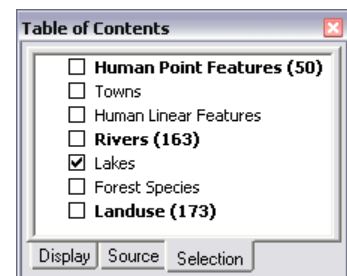 Table of Contents
Human Point Features (50)
Towns
Human Linear Features
Rivers (163)
Lakes
Forest Species
Landuse (173)
Display Source Selection